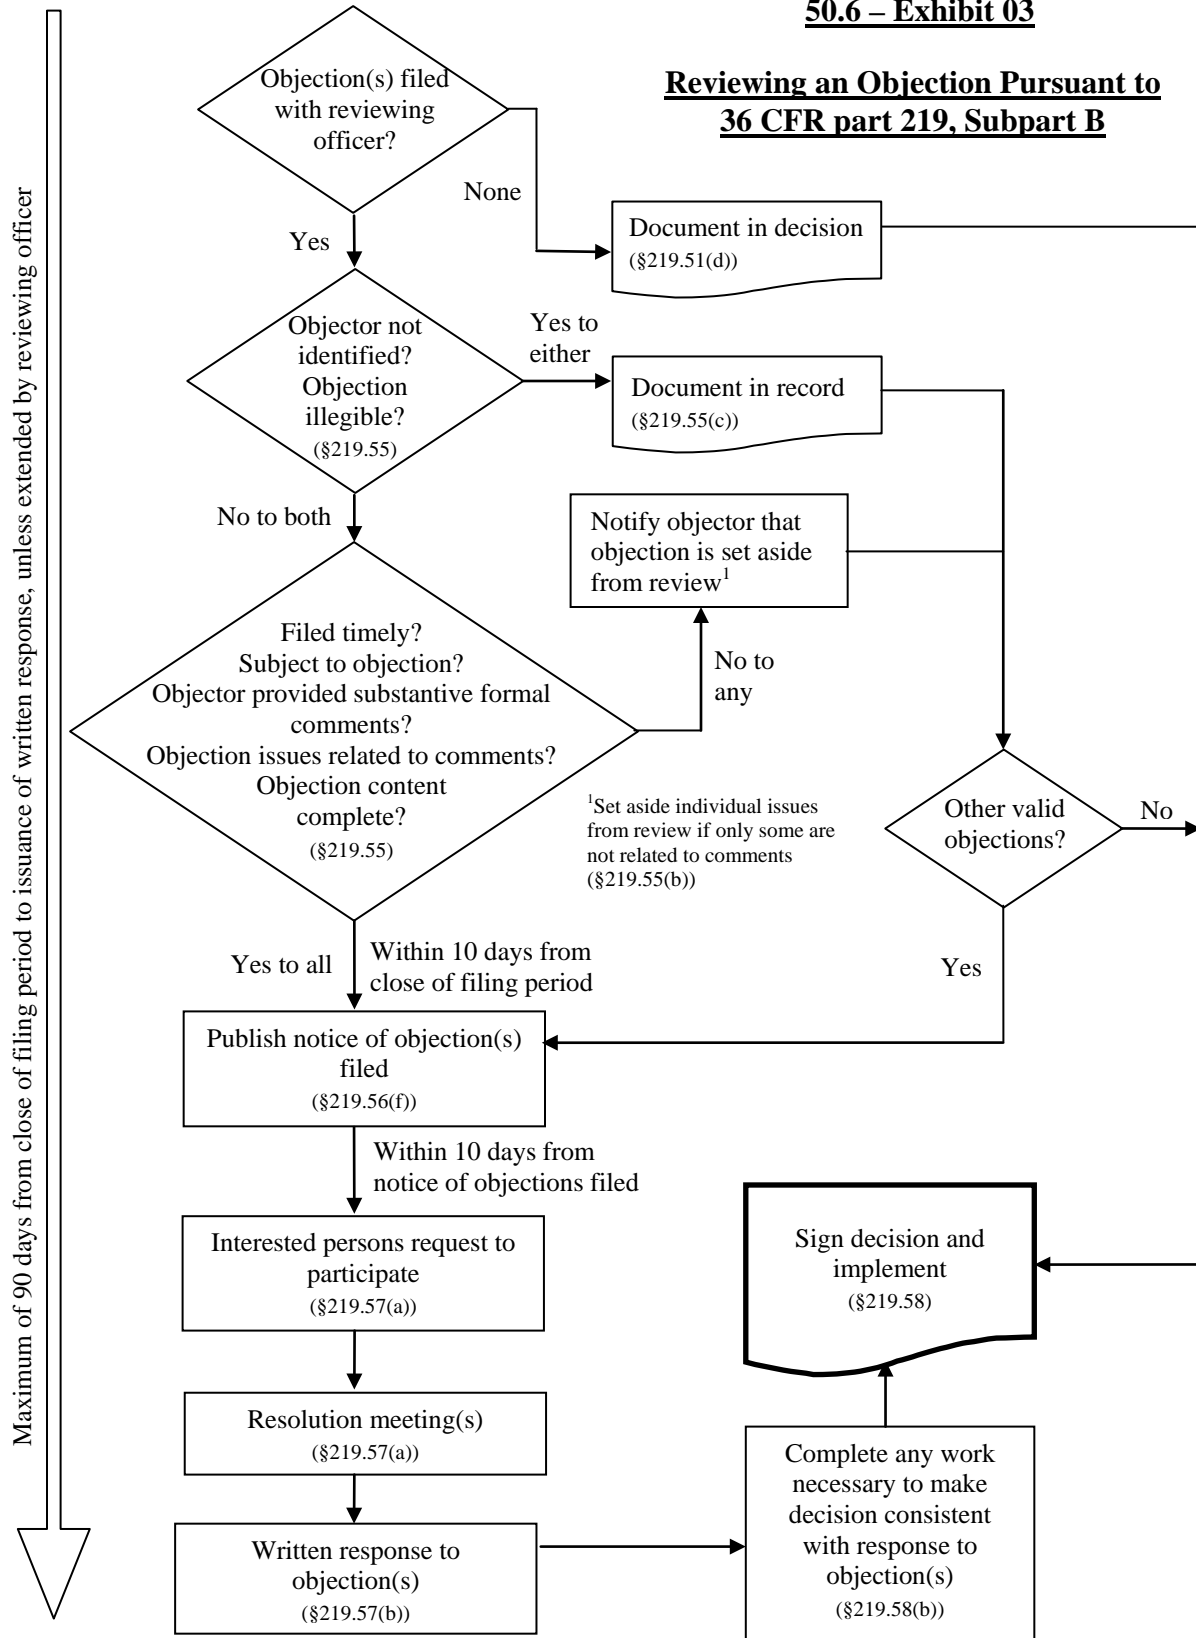 50.6 – Exhibit 03
Reviewing an Objection Pursuant to
36 CFR part 219, Subpart B
Maximum of 90 days from close of filing period to issuance of written response, unless extended by reviewing officer
Objection(s) filed
with reviewing
officer?
None
Yes
Document in decision
(§219.51(d))
Objector not
identified?
Objection
illegible?
(§219.55)
Yes to
either
Document in record
(§219.55(c))
No to both
Notify objector that
objection is set aside
from review¹
Filed timely?
Subject to objection?
Objector provided substantive formal
comments?
Objection issues related to comments?
Objection content
complete?
(§219.55)
No to
any
¹Set aside individual issues
from review if only some are
not related to comments
(§219.55(b))
Other valid
objections?
No
Yes
Yes to all
Within 10 days from
close of filing period
Publish notice of objection(s)
filed
(§219.56(f))
Within 10 days from
notice of objections filed
Interested persons request to
participate
(§219.57(a))
Resolution meeting(s)
(§219.57(a))
Written response to
objection(s)
(§219.57(b))
Sign decision and
implement
(§219.58)
Complete any work
necessary to make
decision consistent
with response to
objection(s)
(§219.58(b))